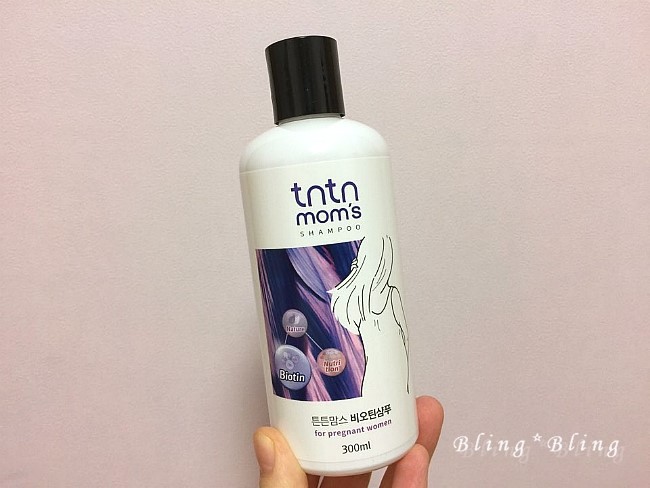 tntn
mom's
SHAMPOO
Nature
Biotin
Nutri
tion
튼튼맘스 비오틴샴푸
for pregnant women
300ml
Bling*Bling